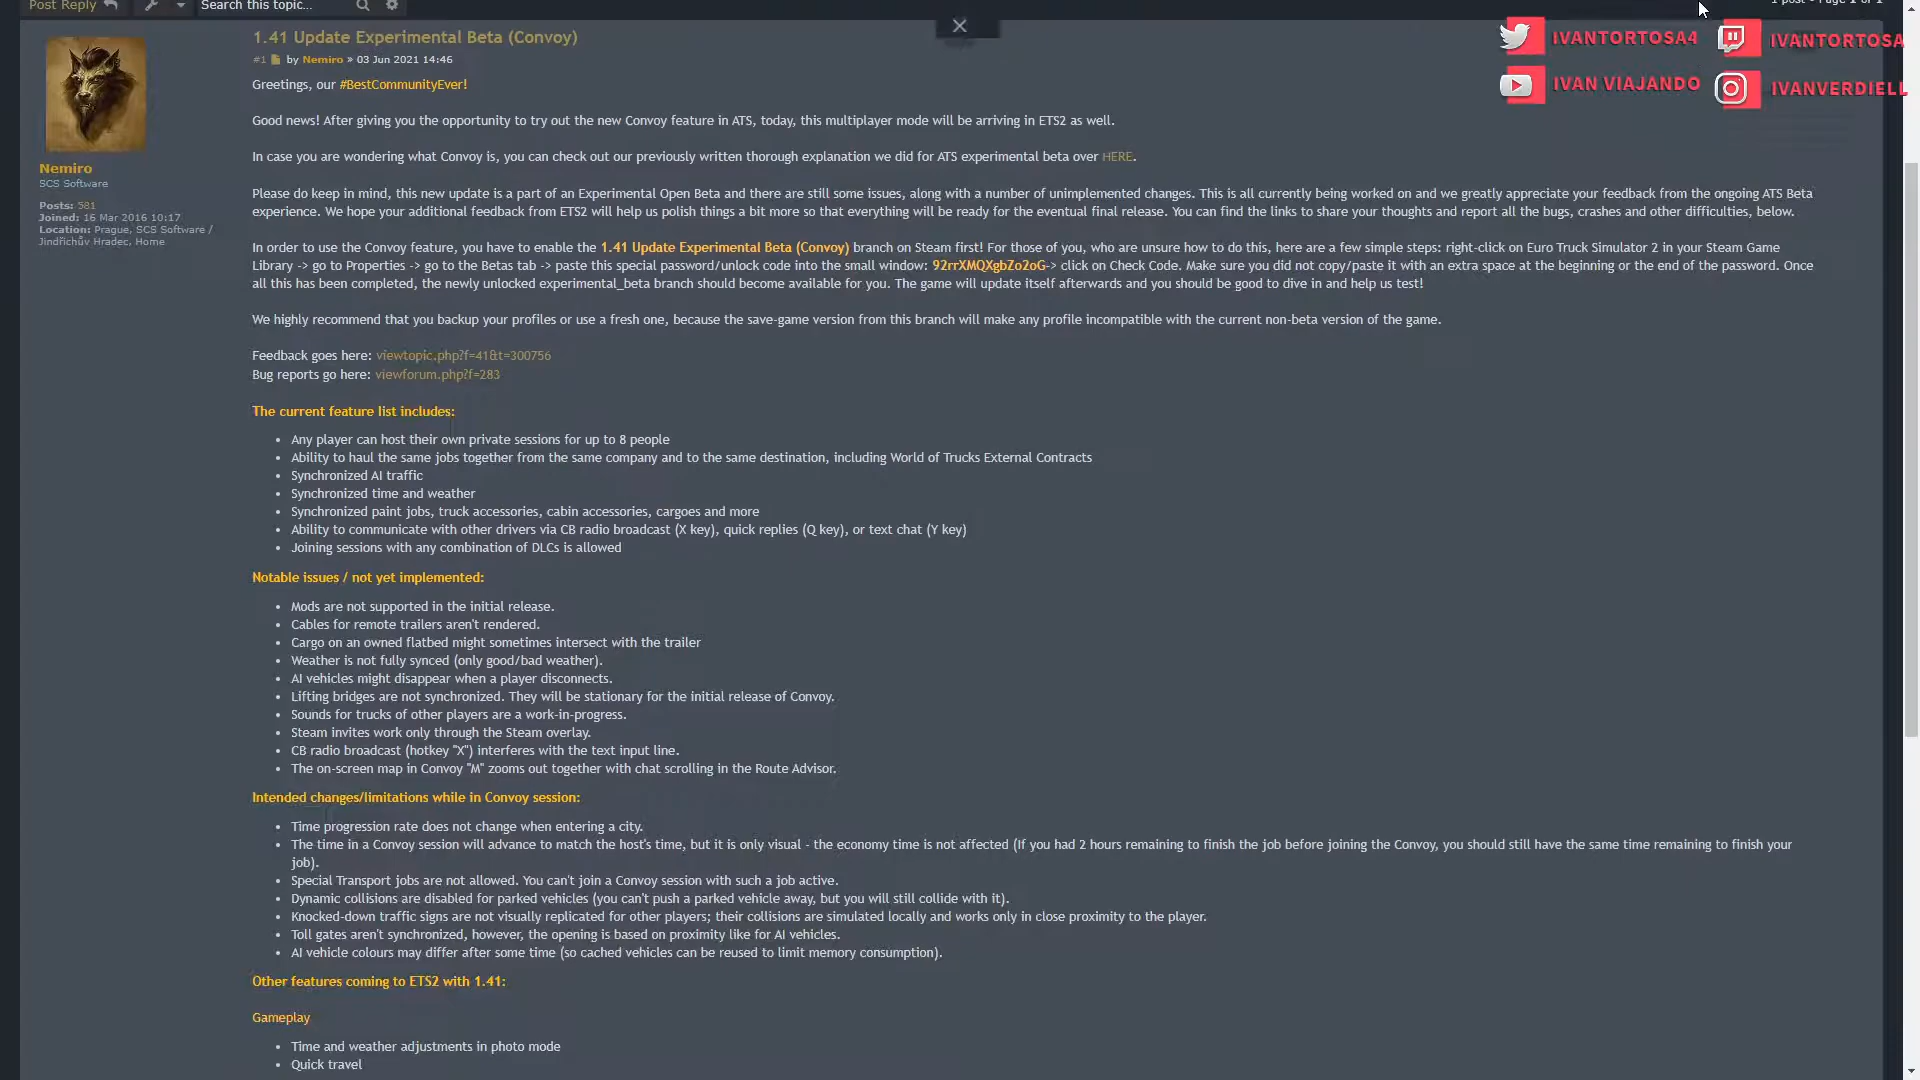 Post Reply
Search this topic...
1.41 Update Experimental Beta (Convoy)
#1 by Nemiro » 03 Jun 2021 14:46
Greetings, our #BestCommunityEver!
Good news! After giving you the opportunity to try out the new Convoy feature in ATS, today, this multiplayer mode will be arriving in ETS2 as well.
In case you are wondering what Convoy is, you can check out our previously written thorough explanation we did for ATS experimental beta over HERE.
Please do keep in mind, this new update is a part of an Experimental Open Beta and there are still some issues, along with a number of unimplemented changes. This is all currently being worked on and we greatly appreciate your feedback from the ongoing ATS Beta
experience. We hope your additional feedback from ETS2 will help us polish things a bit more so that everything will be ready for the eventual final release. You can find the links to share your thoughts and report all the bugs, crashes and other difficulties, below.
In order to use the Convoy feature, you have to enable the 1.41 Update Experimental Beta (Convoy) branch on Steam first! For those of you, who are unsure how to do this, here are a few simple steps: right-click on Euro Truck Simulator 2 in your Steam Game
Library -> go to Properties -> go to the Betas tab -> paste this special password/unlock code into the small window: 92rrXMQXgbZo2oG-> click on Check Code. Make sure you did not copy/paste it with an extra space at the beginning or the end of the password. Once
all this has been completed, the newly unlocked experimental_beta branch should become available for you. The game will update itself afterwards and you should be good to dive in and help us test!
We highly recommend that you backup your profiles or use a fresh one, because the save-game version from this branch will make any profile incompatible with the current non-beta version of the game.
Feedback goes here: viewtopic.php?f=41&t=300756
Bug reports go here: viewforum.php?f=283
The current feature list includes:
• Any player can host their own private sessions for up to 8 people
• Ability to haul the same jobs together from the same company and to the same destination, including World of Trucks External Contracts
• Synchronized AI traffic
• Synchronized time and weather
• Synchronized paint jobs, truck accessories, cabin accessories, cargoes and more
• Ability to communicate with other drivers via CB radio broadcast (X key), quick replies (Q key), or text chat (Y key)
• Joining sessions with any combination of DLCs is allowed
Notable issues / not yet implemented:
• Mods are not supported in the initial release.
• Cables for remote trailers aren't rendered.
• Cargo on an owned flatbed might sometimes intersect with the trailer
• Weather is not fully synced (only good/bad weather).
• AI vehicles might disappear when a player disconnects.
• Lifting bridges are not synchronized. They will be stationary for the initial release of Convoy.
• Sounds for trucks of other players are a work-in-progress.
• Steam invites work only through the Steam overlay.
• CB radio broadcast (hotkey "X") interferes with the text input line.
• The on-screen map in Convoy "M" zooms out together with chat scrolling in the Route Advisor.
Intended changes/limitations while in Convoy session:
• Time progression rate does not change when entering a city.
• The time in a Convoy session will advance to match the host's time, but it is only visual - the economy time is not affected (If you had 2 hours remaining to finish the job before joining the Convoy, you should still have the same time remaining to finish your
job).
• Special Transport jobs are not allowed. You can't join a Convoy session with such a job active.
• Dynamic collisions are disabled for parked vehicles (you can't push a parked vehicle away, but you will still collide with it).
• Knocked-down traffic signs are not visually replicated for other players; their collisions are simulated locally and works only in close proximity to the player.
• Toll gates aren't synchronized, however, the opening is based on proximity like for AI vehicles.
• AI vehicle colours may differ after some time (so cached vehicles can be reused to limit memory consumption).
Other features coming to ETS2 with 1.41:
Gameplay
• Time and weather adjustments in photo mode
• Quick travel
Nemiro
SCS Software
Posts: 581
Joined: 16 Mar 2016 10:17
Location: Prague, SCS Software /
Jindřichův Hradec, Home
IVANTORTOSA4
IVANTORTOSA
IVAN VIAJANDO
IVANVERDIELL